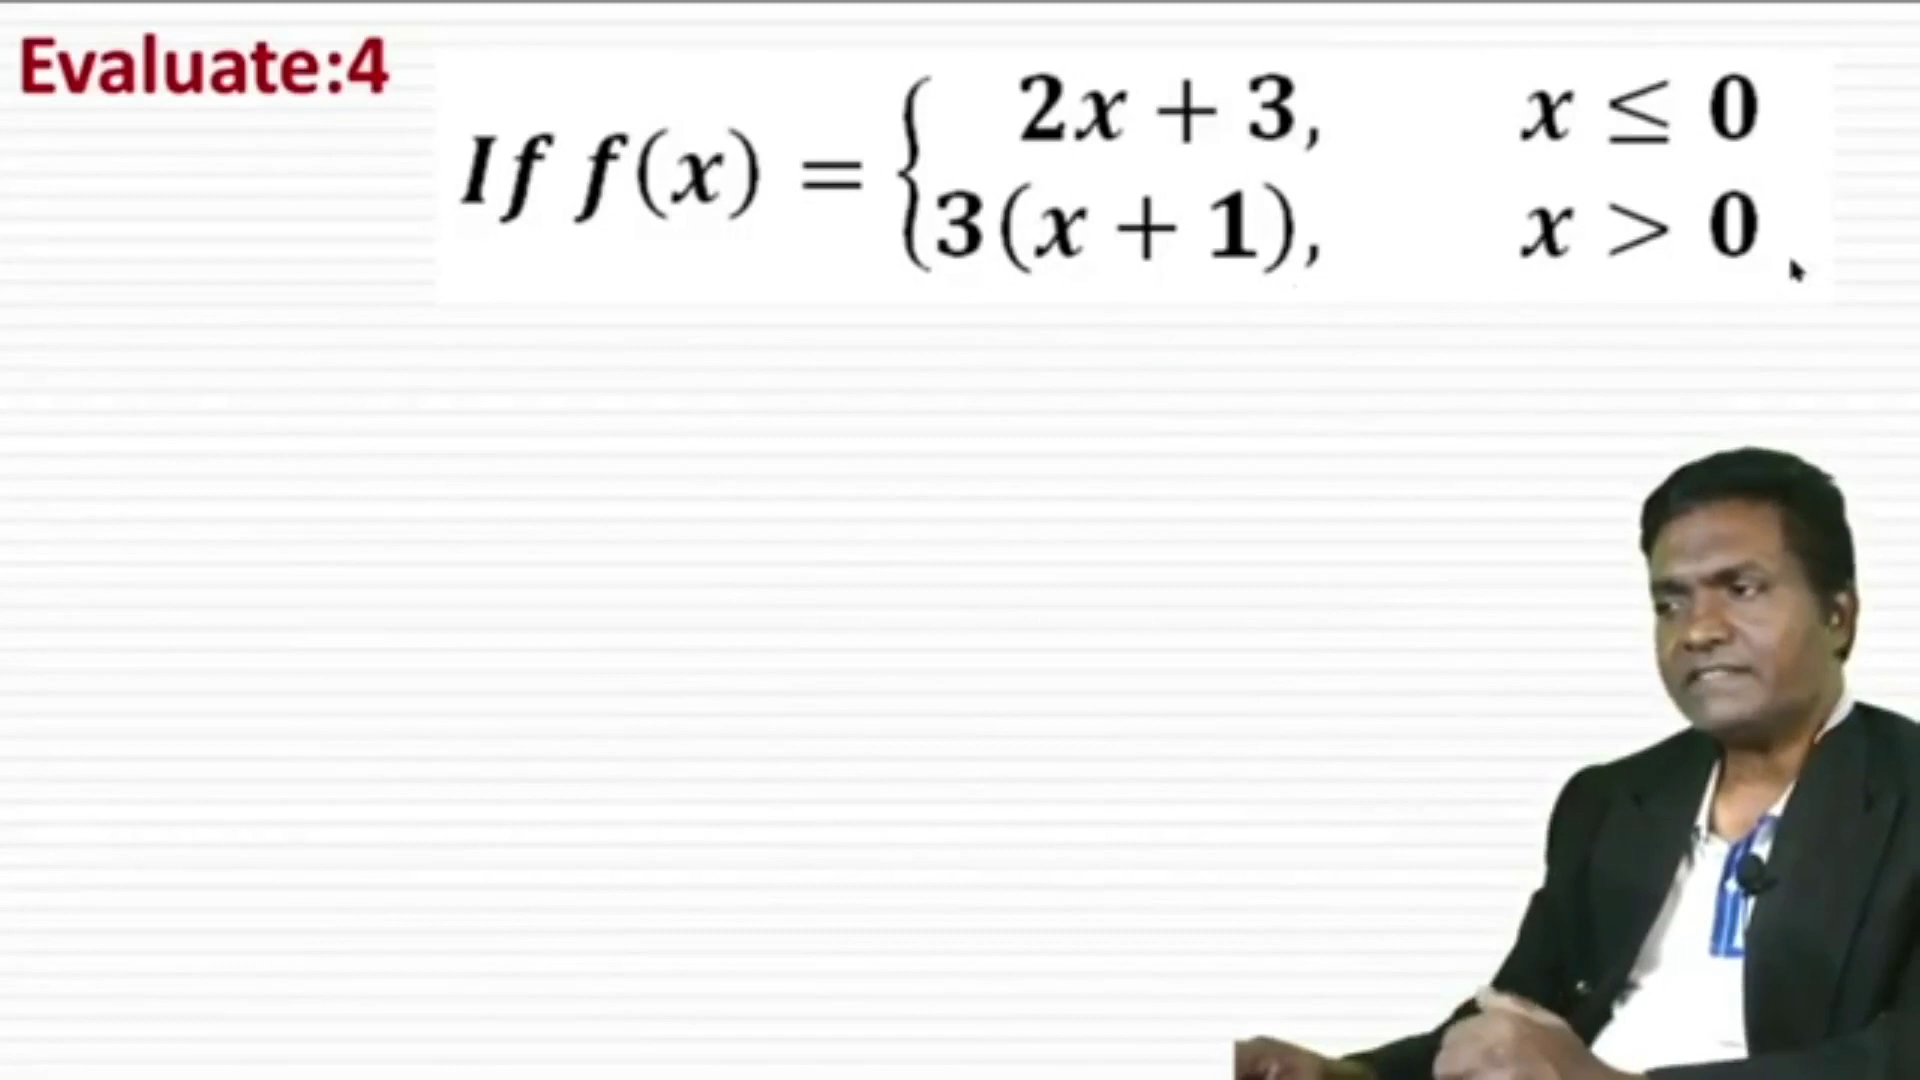 Evaluate:4
If f(x) = { 2x + 3, x ≤ 0
3(x + 1), x > 0